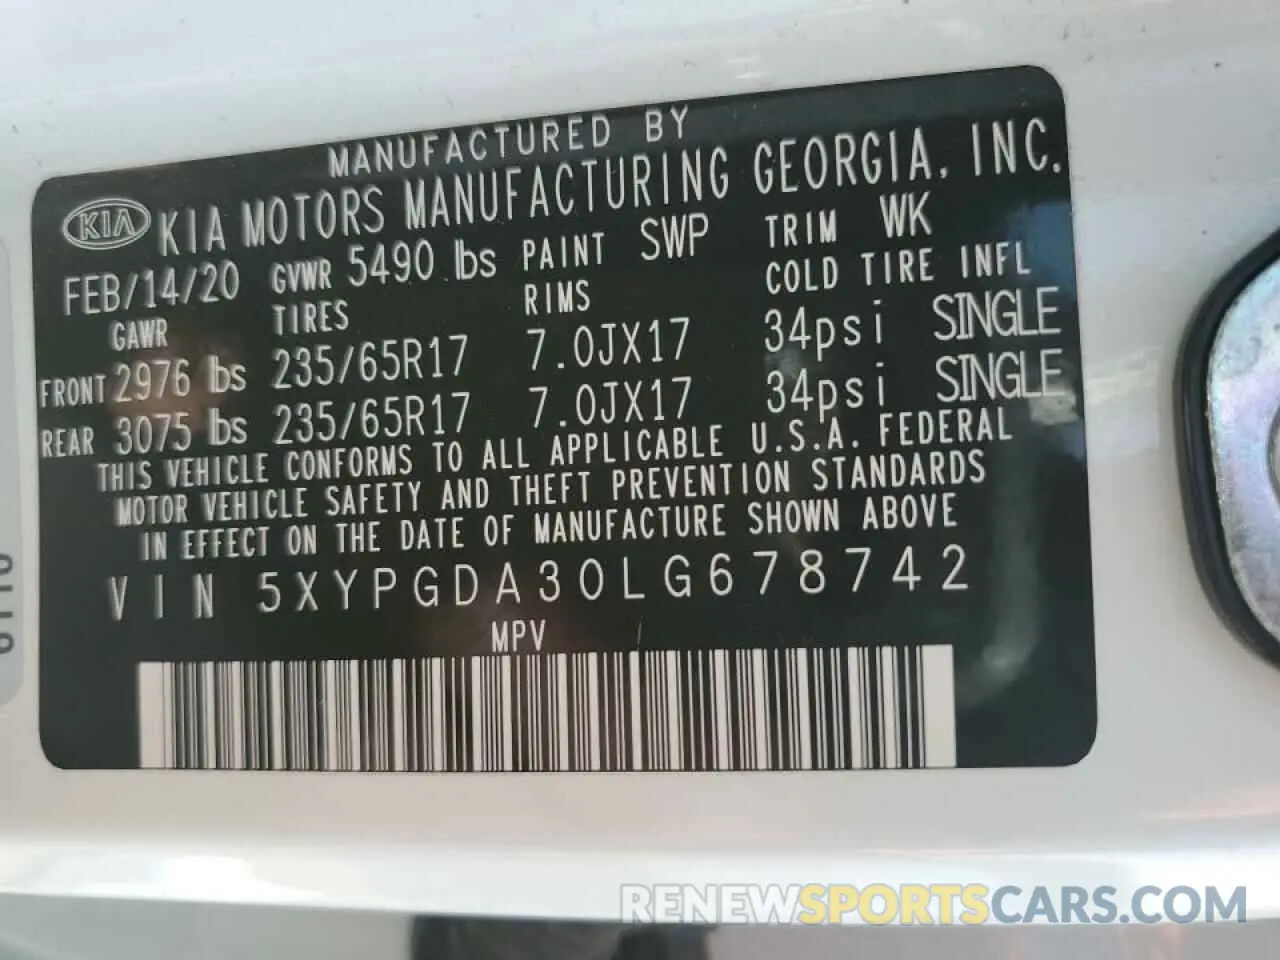 MANUFACTURED BY
KIA KIA MOTORS MANUFACTURING GEORGIA, INC.
FEB/14/20 GVWR 5490 lbs PAINT SWP TRIM WK
GAWR TIRES RIMS COLD TIRE INFL
FRONT 2976 lbs 235/65R17 7.0JX17 34psi SINGLE
REAR 3075 lbs 235/65R17 7.0JX17 34psi SINGLE
THIS VEHICLE CONFORMS TO ALL APPLICABLE U.S.A. FEDERAL
MOTOR VEHICLE SAFETY AND THEFT PREVENTION STANDARDS
IN EFFECT ON THE DATE OF MANUFACTURE SHOWN ABOVE
VIN 5XYPGDA30LG678742
MPV
RENEWSPORTSCARS.COM